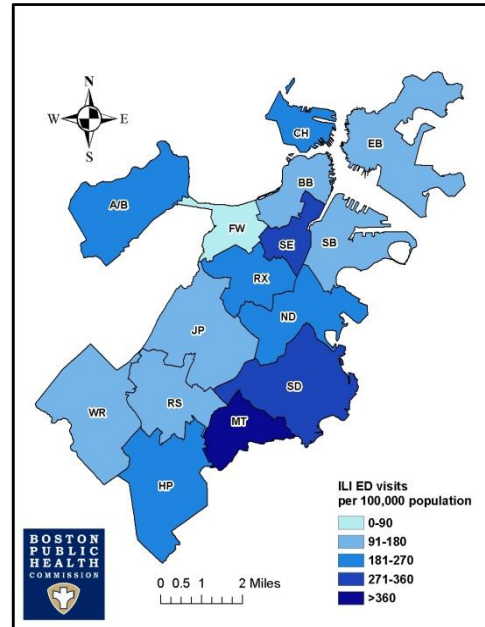 N
W E
S
CH
EB
A/B
BB
FW
SE
SB
RX
ND
JP
SD
WR
RS
MT
HP
ILI ED visits
per 100,000 population
0-90
91-180
181-270
271-360
>360
BOSTON
PUBLIC
HEALTH
COMMISSION
0 0.5 1 2 Miles